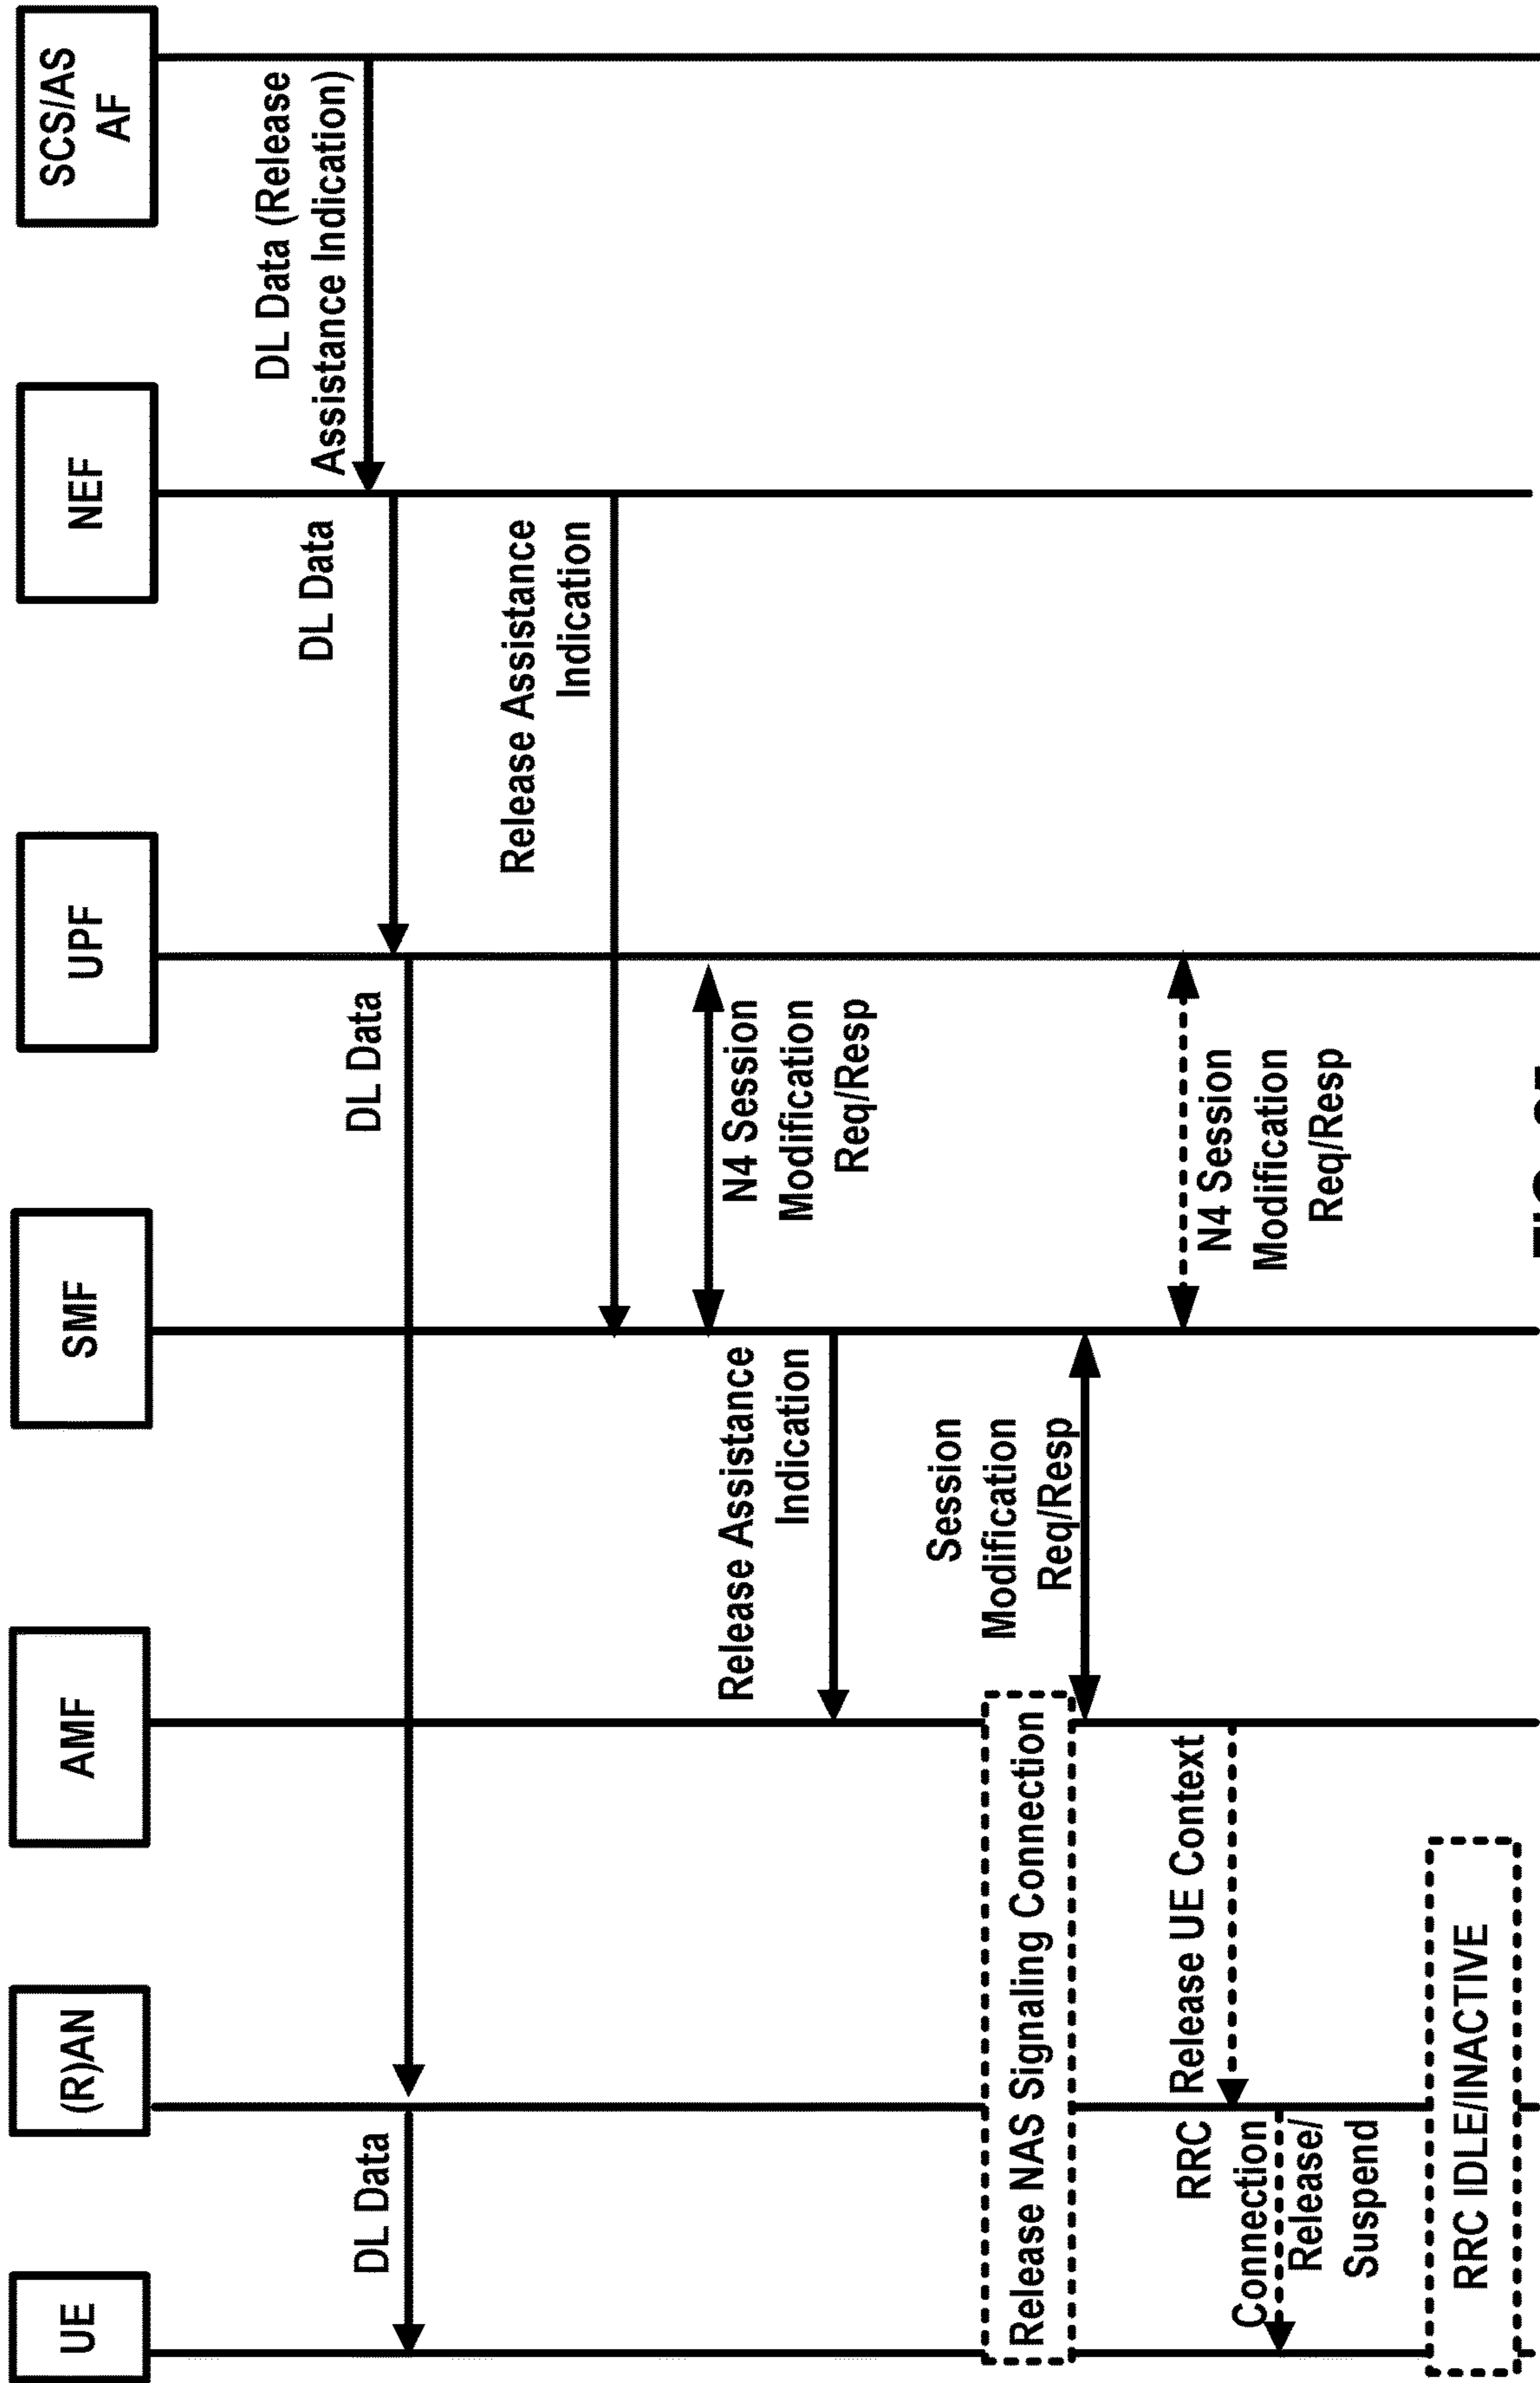 UE
(R)AN
AMF
SMF
UPF
NEF
SCS/AS
AF
DL Data (Release
Assistance Indication)
DL Data
DL Data
DL Data
Release Assistance
Indication
N4 Session
Modification
Req/Resp
Release Assistance
Indication
Session
Modification
Req/Resp
Release NAS Signaling Connection
N4 Session
Modification
Req/Resp
Release UE Context
RRC
Connection
Release/
Suspend
RRC IDLE/INACTIVE